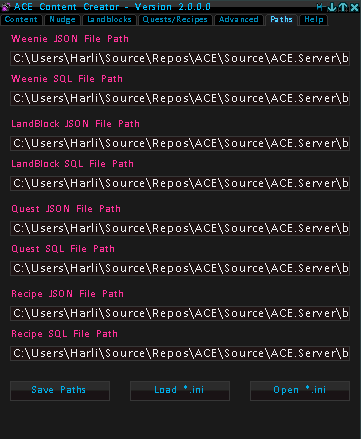 ACE Content Creator - Version 2.0.0.0
Content Nudge Landblocks Quests/Recipes Advanced Paths Help
Weenie JSON File Path
C:\Users\Harli\Source\Repos\ACE\Source\ACE.Server\b
Weenie SQL File Path
C:\Users\Harli\Source\Repos\ACE\Source\ACE.Server\b
LandBlock JSON File Path
C:\Users\Harli\Source\Repos\ACE\Source\ACE.Server\b
LandBlock SQL File Path
C:\Users\Harli\Source\Repos\ACE\Source\ACE.Server\b
Quest JSON File Path
C:\Users\Harli\Source\Repos\ACE\Source\ACE.Server\b
Quest SQL File Path
C:\Users\Harli\Source\Repos\ACE\Source\ACE.Server\b
Recipe JSON File Path
C:\Users\Harli\Source\Repos\ACE\Source\ACE.Server\b
Recipe SQL File Path
C:\Users\Harli\Source\Repos\ACE\Source\ACE.Server\b
Save Paths Load *.ini Open *.ini